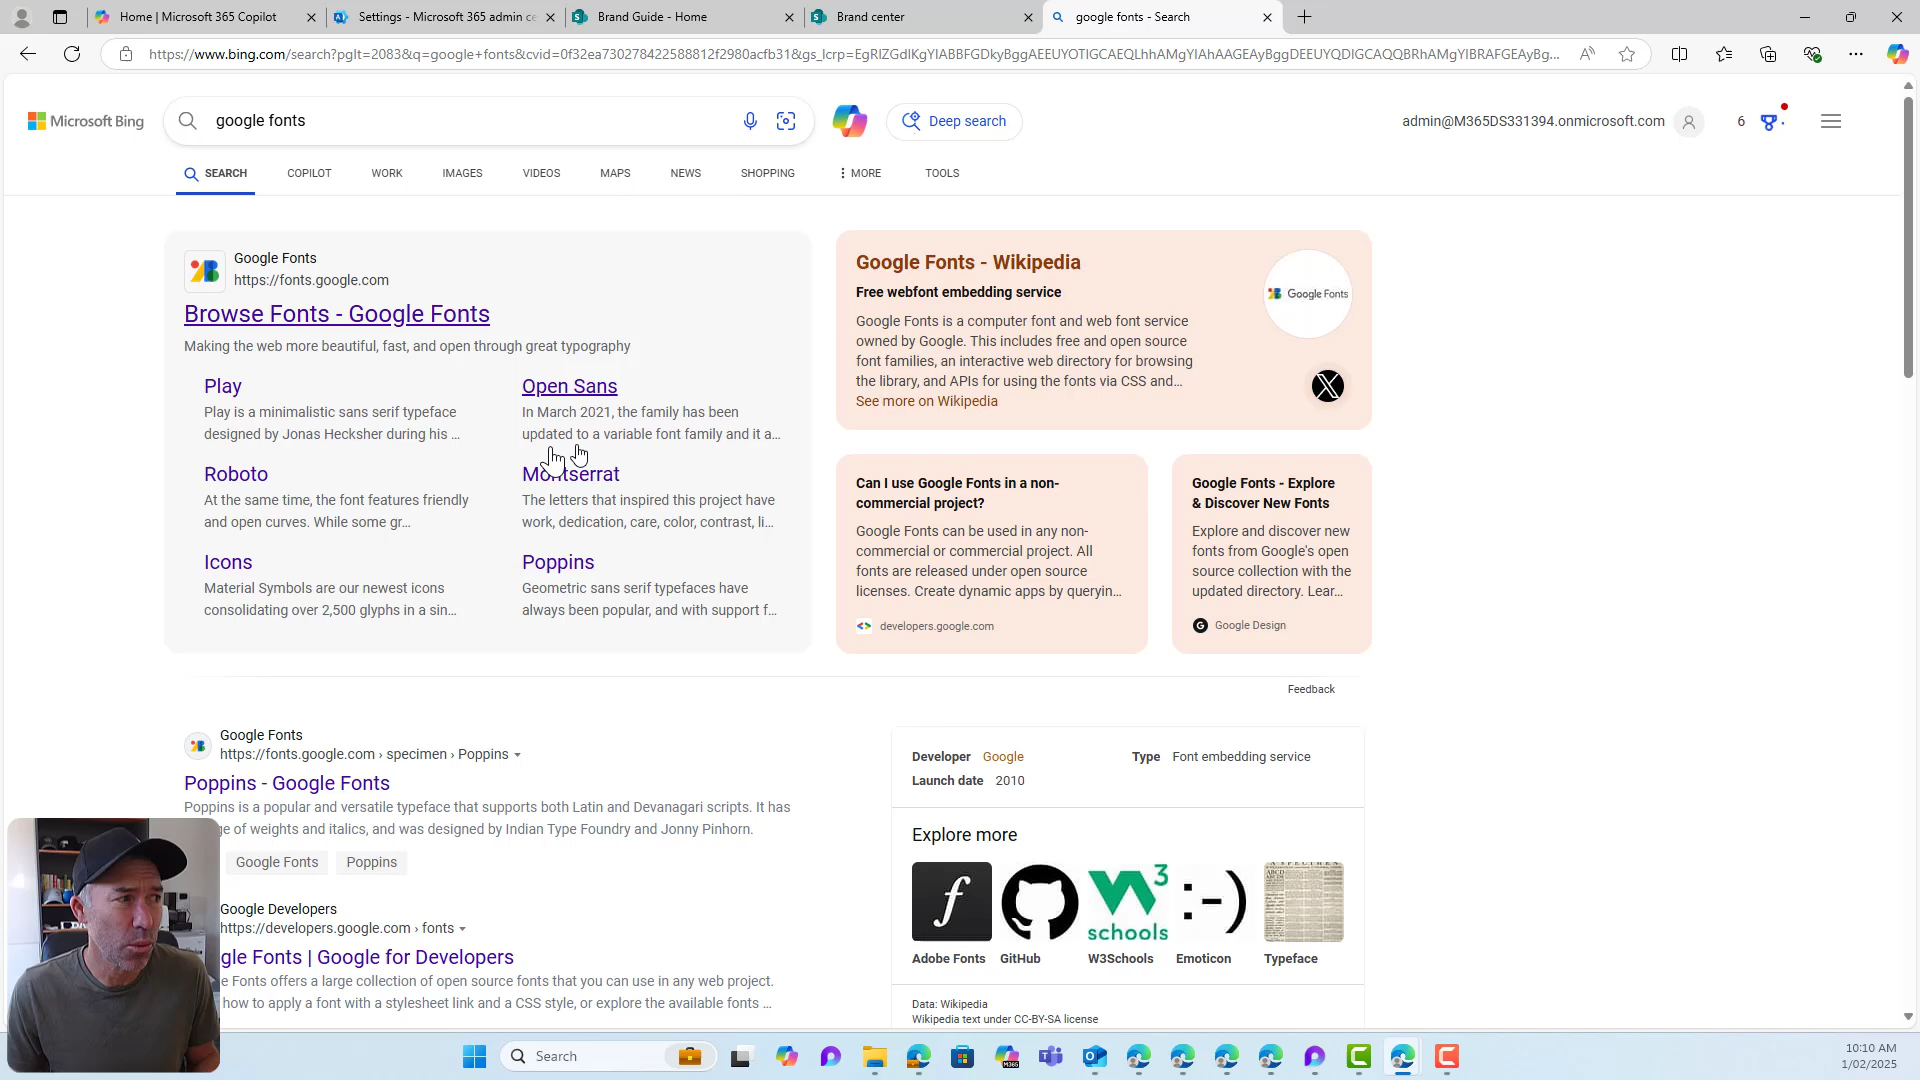 Home | Microsoft 365 Copilot
Settings - Microsoft 365 admin ce
Brand Guide - Home
Brand center
google fonts - Search
https://www.bing.com/search?pglt=2083&q=google+fonts&cvid=0f32ea730278422588812f2980acfb31&gs_lcrp=EgRlZGdlKgYIABBFGDkyBggAEEUYOTIGCAEQLhhAMgYIAhAAGEAyBggDEEUYQDIGCAQQBRhAMgYIBRAFGEAyBg...
Microsoft Bing
google fonts
Deep search
admin@M365DS331394.onmicrosoft.com
6
SEARCH
COPILOT
WORK
IMAGES
VIDEOS
MAPS
NEWS
SHOPPING
MORE
TOOLS
Google Fonts
https://fonts.google.com
Browse Fonts - Google Fonts
Making the web more beautiful, fast, and open through great typography
Play
Play is a minimalistic sans serif typeface
designed by Jonas Hecksher during his ...
Open Sans
In March 2021, the family has been
updated to a variable font family and it a...
Roboto
At the same time, the font features friendly
and open curves. While some gr...
Montserrat
The letters that inspired this project have
work, dedication, care, color, contrast, li...
Icons
Material Symbols are our newest icons
consolidating over 2,500 glyphs in a sin...
Poppins
Geometric sans serif typefaces have
always been popular, and with support f...
Google Fonts - Wikipedia
Free webfont embedding service
Google Fonts is a computer font and web font service
owned by Google. This includes free and open source
font families, an interactive web directory for browsing
the library, and APIs for using the fonts via CSS and...
See more on Wikipedia
Google Fonts
Can I use Google Fonts in a non-
commercial project?
Google Fonts can be used in any non-
commercial or commercial project. All
fonts are released under open source
licenses. Create dynamic apps by queryin...
developers.google.com
Google Fonts - Explore
& Discover New Fonts
Explore and discover new
fonts from Google's open
source collection with the
updated directory. Lear...
Google Design
Feedback
Google Fonts
https://fonts.google.com › specimen › Poppins
Poppins - Google Fonts
Poppins is a popular and versatile typeface that supports both Latin and Devanagari scripts. It has
ge of weights and italics, and was designed by Indian Type Foundry and Jonny Pinhorn.
Google Fonts
Poppins
Google Developers
https://developers.google.com › fonts
gle Fonts | Google for Developers
e Fonts offers a large collection of open source fonts that you can use in any web project.
how to apply a font with a stylesheet link and a CSS style, or explore the available fonts ...
Developer Google
Type Font embedding service
Launch date 2010
Explore more
W3
schools
:-)
Adobe Fonts
GitHub
W3Schools
Emoticon
Typeface
Data: Wikipedia
Wikipedia text under CC-BY-SA license
Search
M365
10:10 AM
1/02/2025